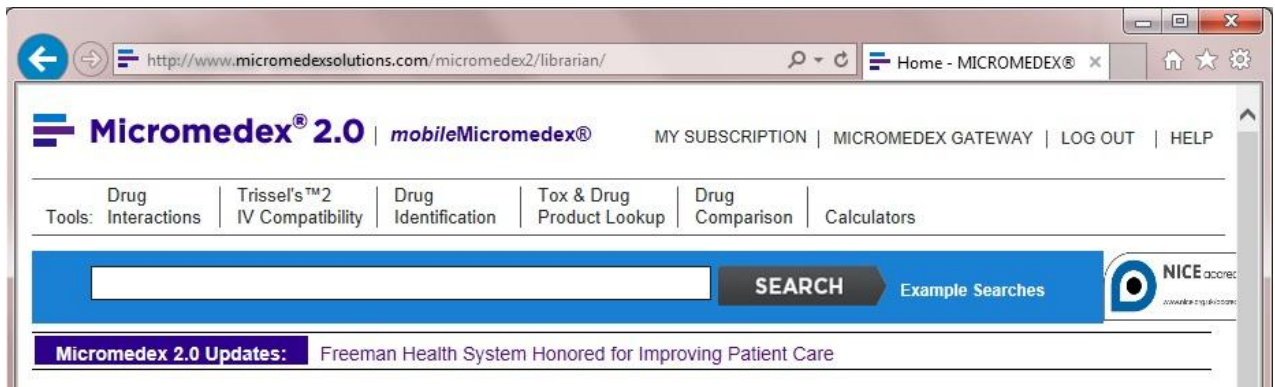 http://www.micromedexsolutions.com/micromedex2/librarian/ Home - MICROMEDEX®
Micromedex® 2.0 | mobileMicromedex® MY SUBSCRIPTION | MICROMEDEX GATEWAY | LOG OUT | HELP
Tools: Drug Interactions | Trissel's™2 IV Compatibility | Drug Identification | Tox & Drug Product Lookup | Drug Comparison | Calculators
SEARCH Example Searches
NICE accred
Micromedex 2.0 Updates: Freeman Health System Honored for Improving Patient Care